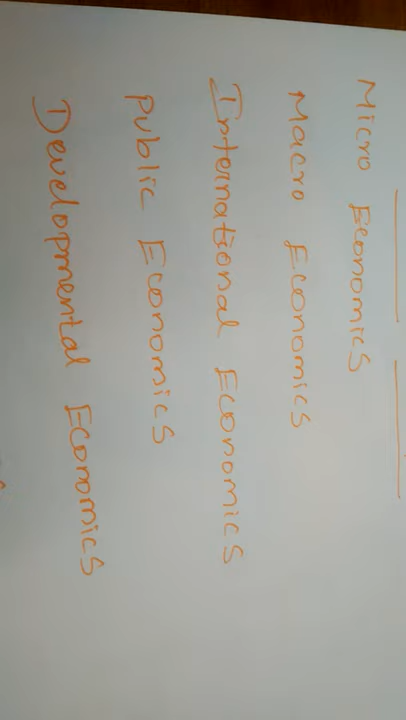 Micro Economics
Macro Economics
International Economics
Public Economics
Developmental Economics